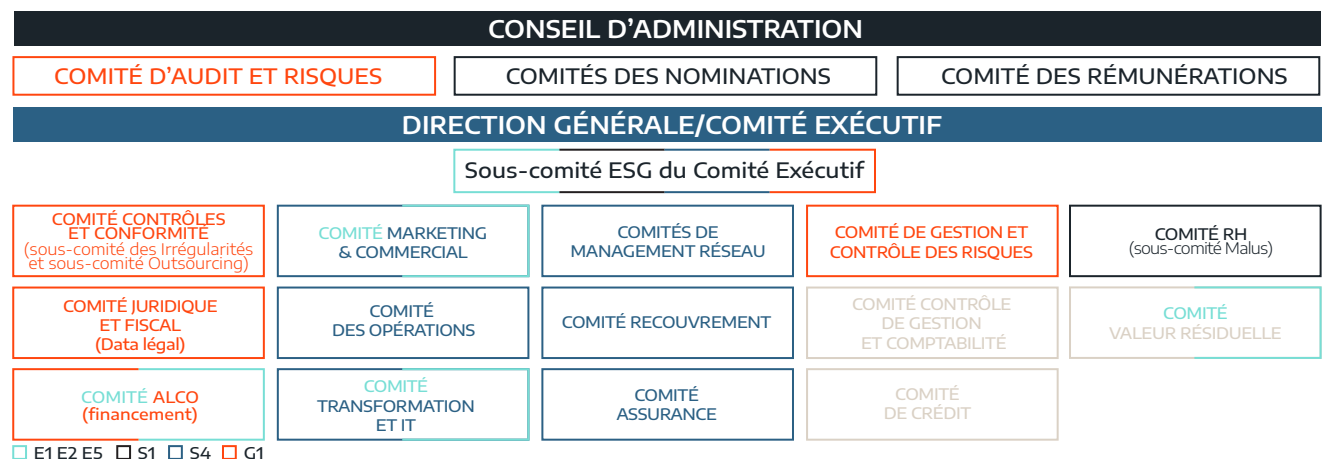 CONSEIL D’ADMINISTRATION
COMITÉ D’AUDIT ET RISQUES
COMITÉS DES NOMINATIONS
COMITÉ DES RÉMUNÉRATIONS
DIRECTION GÉNÉRALE/COMITÉ EXÉCUTIF
Sous-comité ESG du Comité Exécutif
COMITÉ CONTRÔLES
ET CONFORMITÉ
(sous-comité des Irrégularités
et sous-comité Outsourcing)
COMITÉ MARKETING
& COMMERCIAL
COMITÉS DE
MANAGEMENT RÉSEAU
COMITÉ DE GESTION ET
CONTRÔLE DES RISQUES
COMITÉ RH
(sous-comité Malus)
COMITÉ JURIDIQUE
ET FISCAL
(Data légal)
COMITÉ
DES OPÉRATIONS
COMITÉ RECOUVREMENT
COMITÉ CONTRÔLE
DE GESTION
ET COMPTABILITÉ
COMITÉ
VALEUR RÉSIDUELLE
COMITÉ ALCO
(financement)
COMITÉ
TRANSFORMATION
ET IT
COMITÉ
ASSURANCE
COMITÉ
DE CRÉDIT
E1 E2 E5 S1 S4 G1